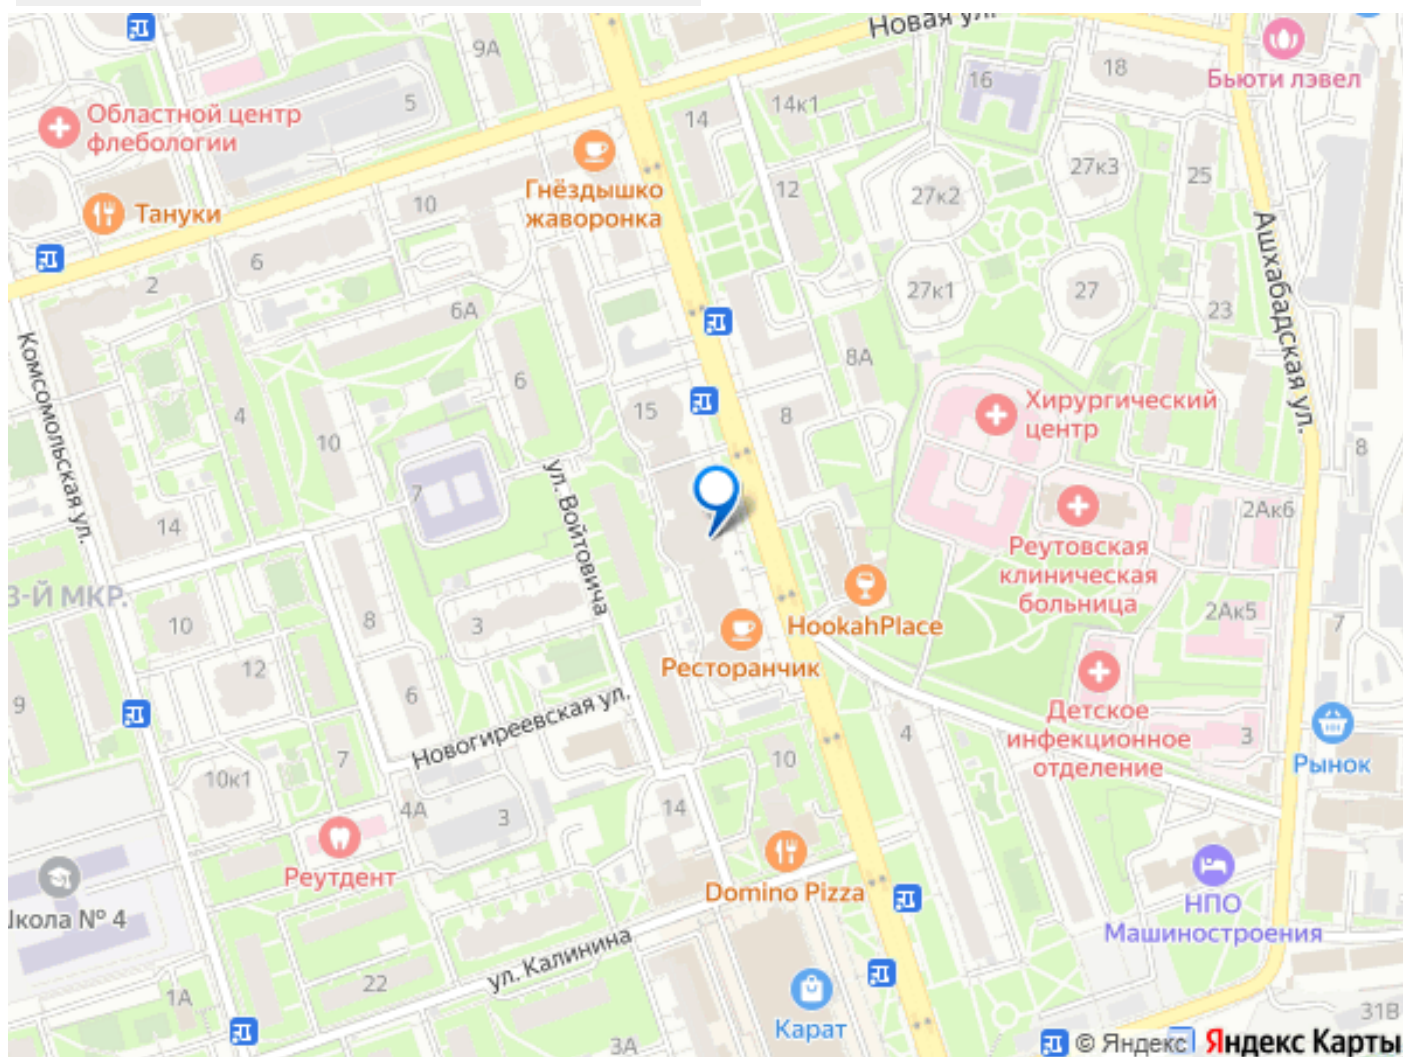 Новая ул.
9А
5
Областной центр
флебологии
14
14к1
16
18
Бьюти лэвел
Тануки
10
Гнёздышко
жаворонка
12
27к2
27к3
25
6
2
6А
27к1
27
23
Ашхабадская ул.
Комсомольская ул.
4
10
6
15
8А
8
Хирургический
центр
8
7
ул. Войтовича
14
2Ак6
Реутовская
клиническая
больница
3-Й МКР.
10
8
3
HookahPlace
2Ак5
7
12
6
Ресторанчик
9
Новогиреевская ул.
Детское
инфекционное
отделение
4
3
Рынок
10к1
7
10
4А
3
14
Реутдент
Domino Pizza
Школа № 4
НПО
Машиностроения
ул. Калинина
22
1А
Карат
3А
31В
© Яндекс Яндекс Карты